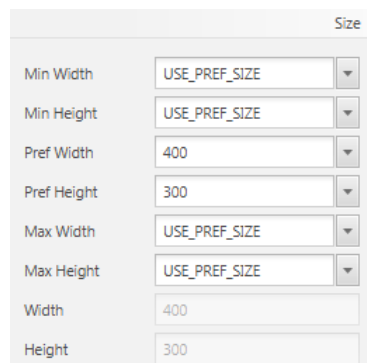 Size
Min Width USE_PREF_SIZE
Min Height USE_PREF_SIZE
Pref Width 400
Pref Height 300
Max Width USE_PREF_SIZE
Max Height USE_PREF_SIZE
Width 400
Height 300